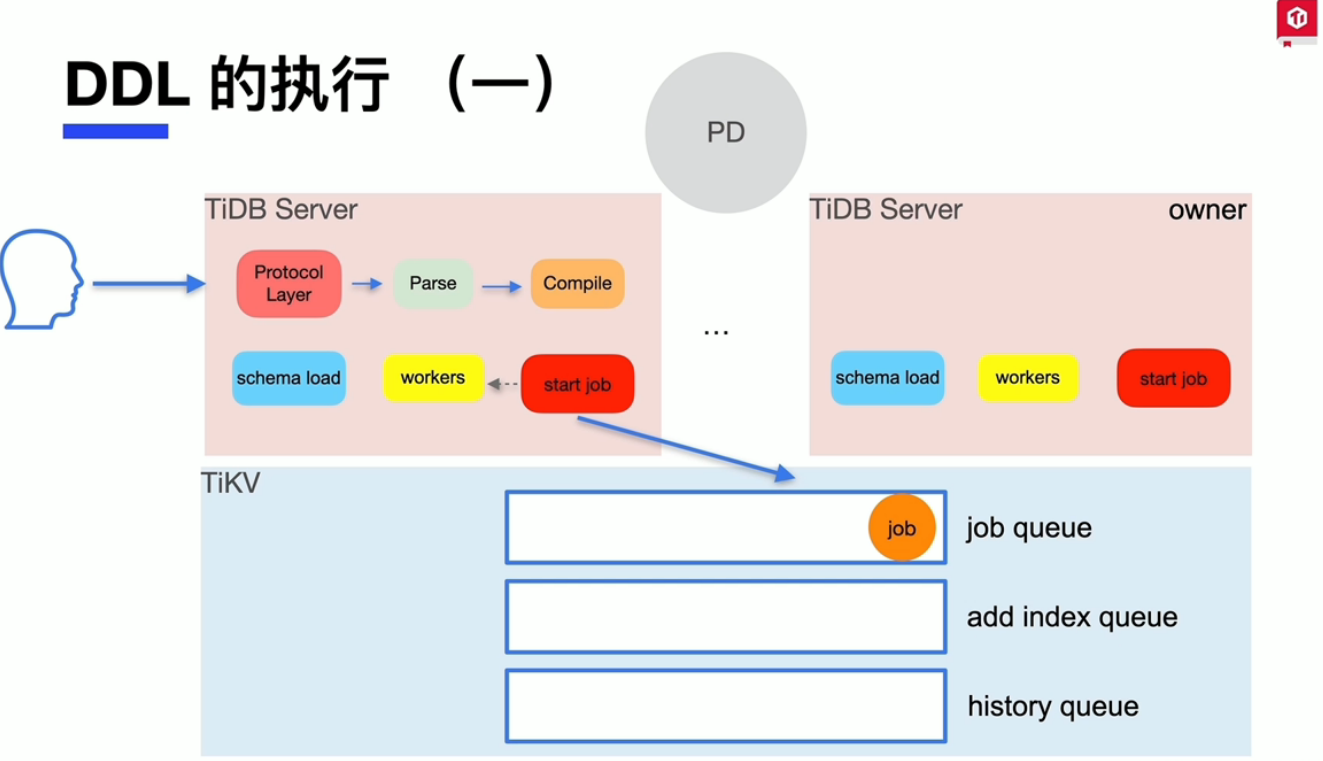 DDL 的执行 （一）
PD
TiDB Server
Protocol
Layer
Parse
Compile
schema load
workers
start job
...
TiDB Server
owner
schema load
workers
start job
TiKV
job
job queue
add index queue
history queue